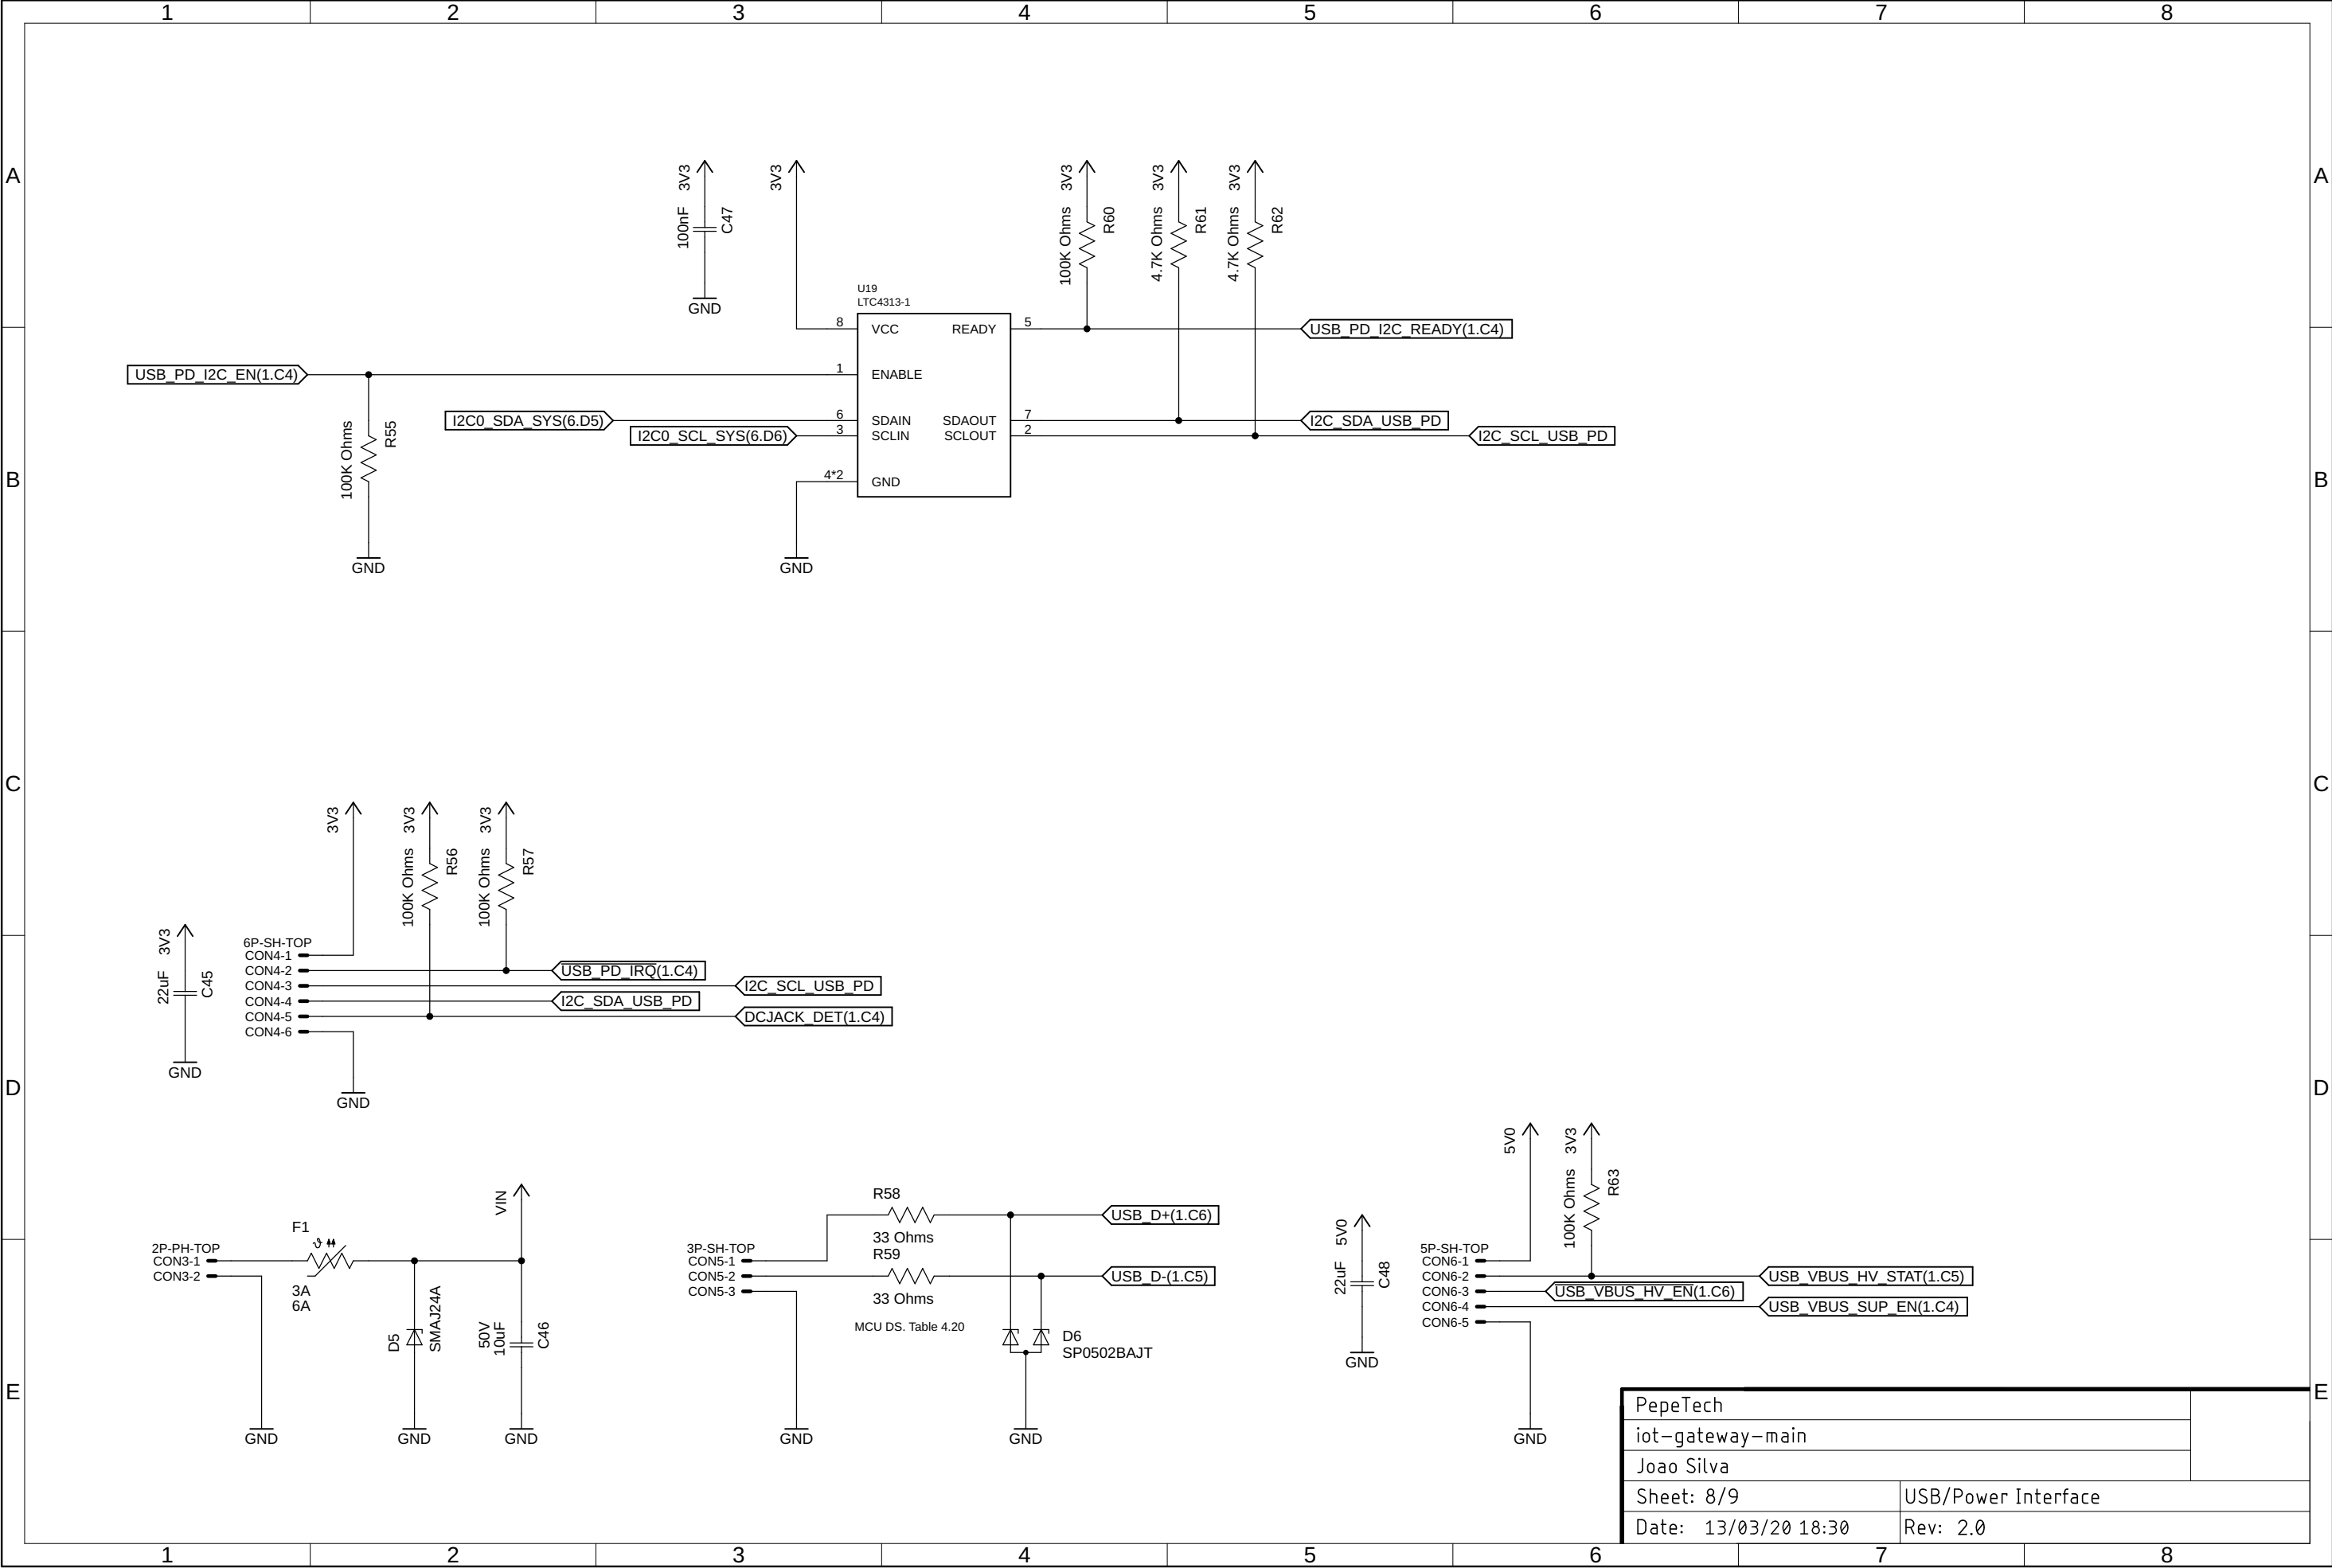 1 2 3 4 5 6 7 8
A A
3V3
100nF
C47
GND
3V3
3V3
100K Ohms
R60
3V3
4.7K Ohms
R61
3V3
4.7K Ohms
R62
U19
LTC4313-1
8 VCC READY 5
USB_PD_I2C_READY(1.C4)
USB_PD_I2C_EN(1.C4)
1 ENABLE
I2C0_SDA_SYS(6.D5)
6 SDAIN SDAOUT 7
I2C_SDA_USB_PD
I2C0_SCL_SYS(6.D6)
3 SCLIN SCLOUT 2
I2C_SCL_USB_PD
100K Ohms
R55
B B
4*2 GND
GND
GND
C C
3V3
3V3
100K Ohms
R56
3V3
100K Ohms
R57
3V3
22uF
C45
GND
6P-SH-TOP
CON4-1
CON4-2
USB_PD_IRQ(1.C4)
CON4-3
I2C_SCL_USB_PD
CON4-4
I2C_SDA_USB_PD
CON4-5
DCJACK_DET(1.C4)
CON4-6
GND
D D
VIN
F1
2P-PH-TOP
CON3-1
CON3-2
3A
6A
D5
SMAJ24A
50V
10uF
C46
GND
GND
GND
R58
33 Ohms
USB_D+(1.C6)
3P-SH-TOP
CON5-1
R59
CON5-2
USB_D-(1.C5)
CON5-3
33 Ohms
MCU DS. Table 4.20
D6
SP0502BAJT
GND
GND
5V0
22uF
C48
GND
5V0
3V3
100K Ohms
R63
5P-SH-TOP
CON6-1
CON6-2
USB_VBUS_HV_STAT(1.C5)
CON6-3
USB_VBUS_HV_EN(1.C6)
CON6-4
USB_VBUS_SUP_EN(1.C4)
CON6-5
GND
E E
PepeTech
iot-gateway-main
Joao Silva
Sheet: 8/9 USB/Power Interface
Date: 13/03/20 18:30 Rev: 2.0
1 2 3 4 5 6 7 8